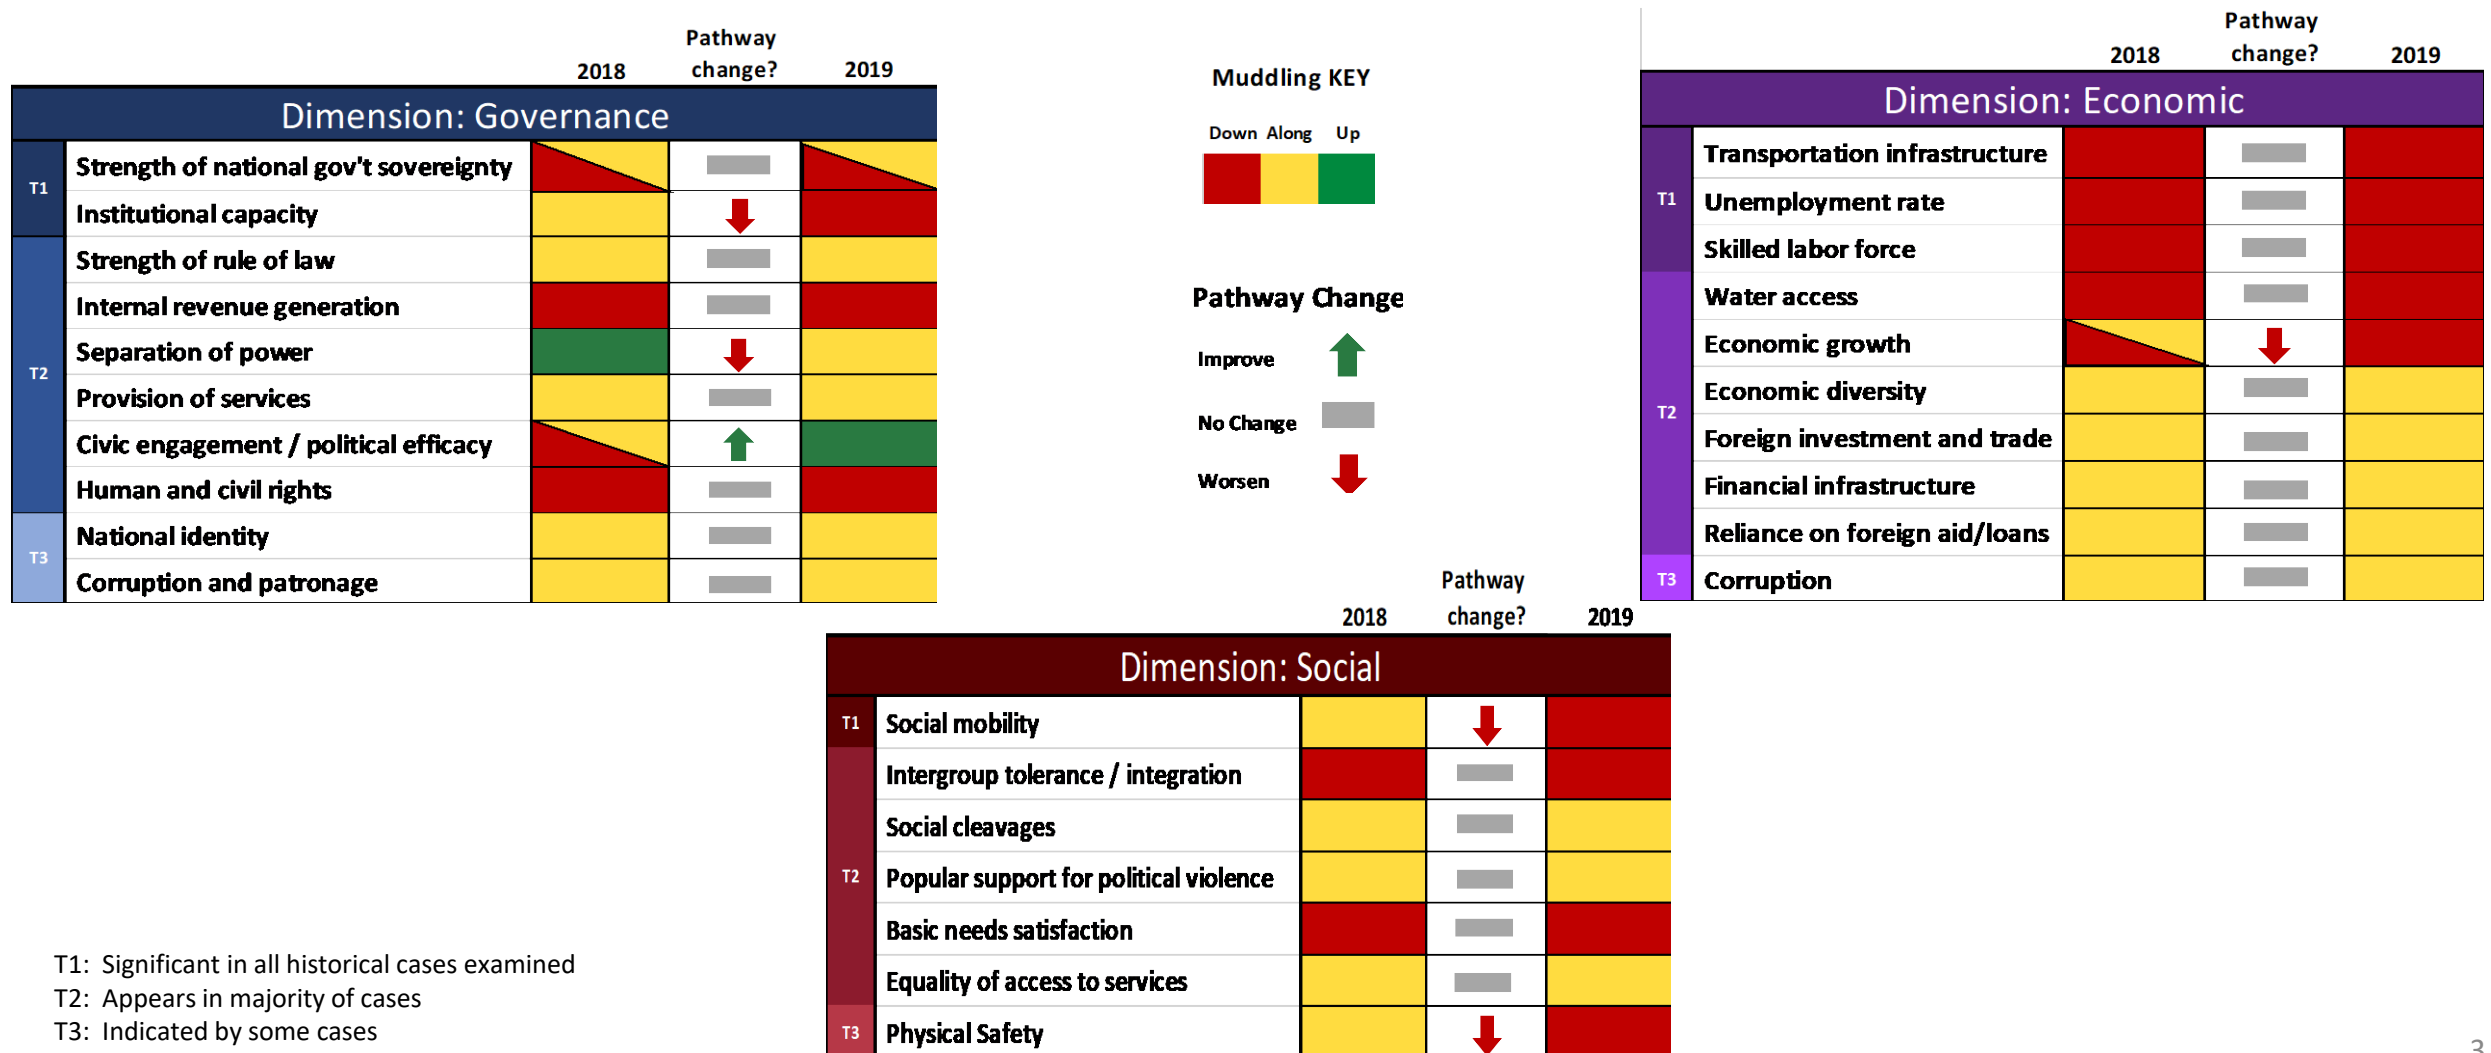 Pathway
2018 change? 2019
Dimension: Governance
T1
Strength of national gov't sovereignty
Institutional capacity
T2
Strength of rule of law
Internal revenue generation
Separation of power
Provision of services
Civic engagement / political efficacy
Human and civil rights
T3
National identity
Corruption and patronage
Muddling KEY
Down Along Up
Pathway Change
Improve
No Change
Worsen
Pathway
2018 change? 2019
Dimension: Economic
T1
Transportation infrastructure
Unemployment rate
Skilled labor force
T2
Water access
Economic growth
Economic diversity
Foreign investment and trade
Financial infrastructure
Reliance on foreign aid/loans
T3 Corruption
Pathway
2018 change? 2019
Dimension: Social
T1 Social mobility
T2
Intergroup tolerance / integration
Social cleavages
Popular support for political violence
Basic needs satisfaction
Equality of access to services
T3 Physical Safety
T1: Significant in all historical cases examined
T2: Appears in majority of cases
T3: Indicated by some cases
3